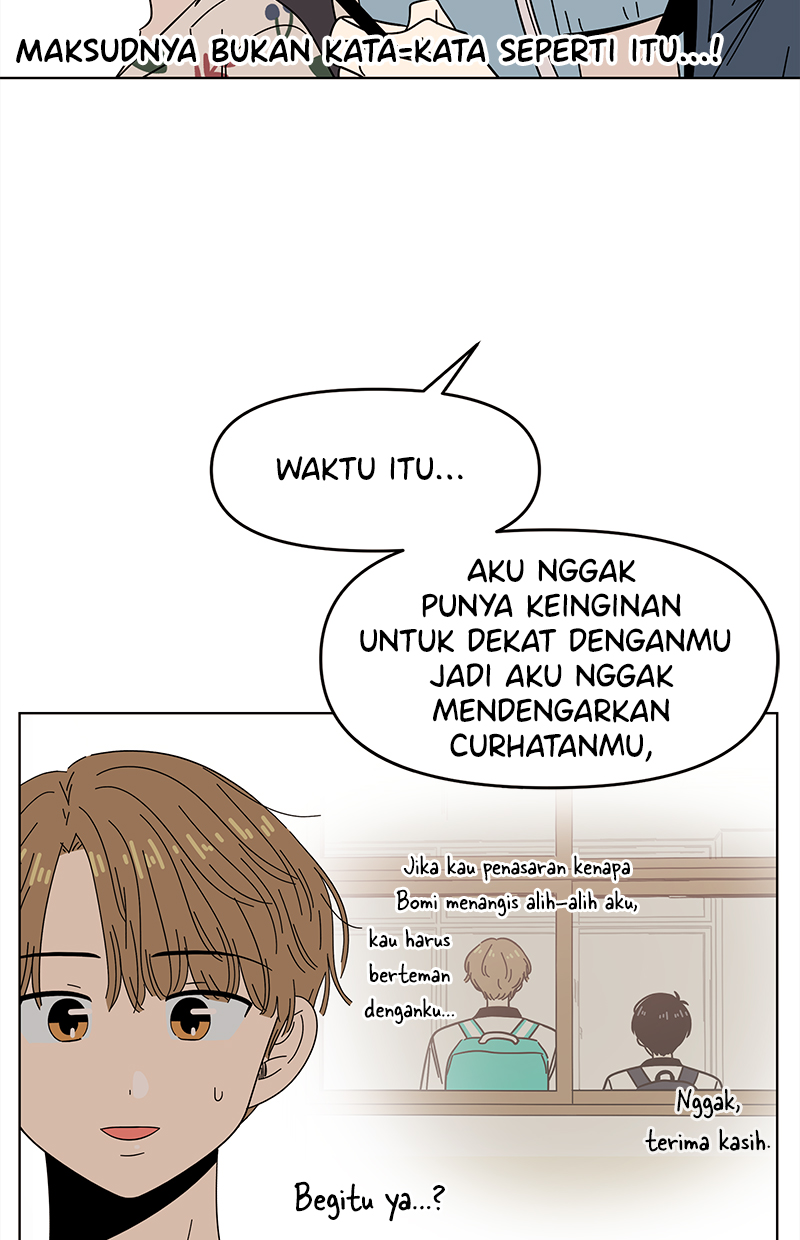 MAKSUDNYA BUKAN KATA-KATA SEPERTI ITU...!
WAKTU ITU...
AKU NGGAK
PUNYA KEINGINAN
UNTUK DEKAT DENGANMU
JADI AKU NGGAK
MENDENGARKAN
CURHATANMU,
Jika kau penasaran kenapa
Bomi menangis alih-alih aku,
kau harus
berteman
denganku...
Nggak,
terima kasih.
Begitu ya...?